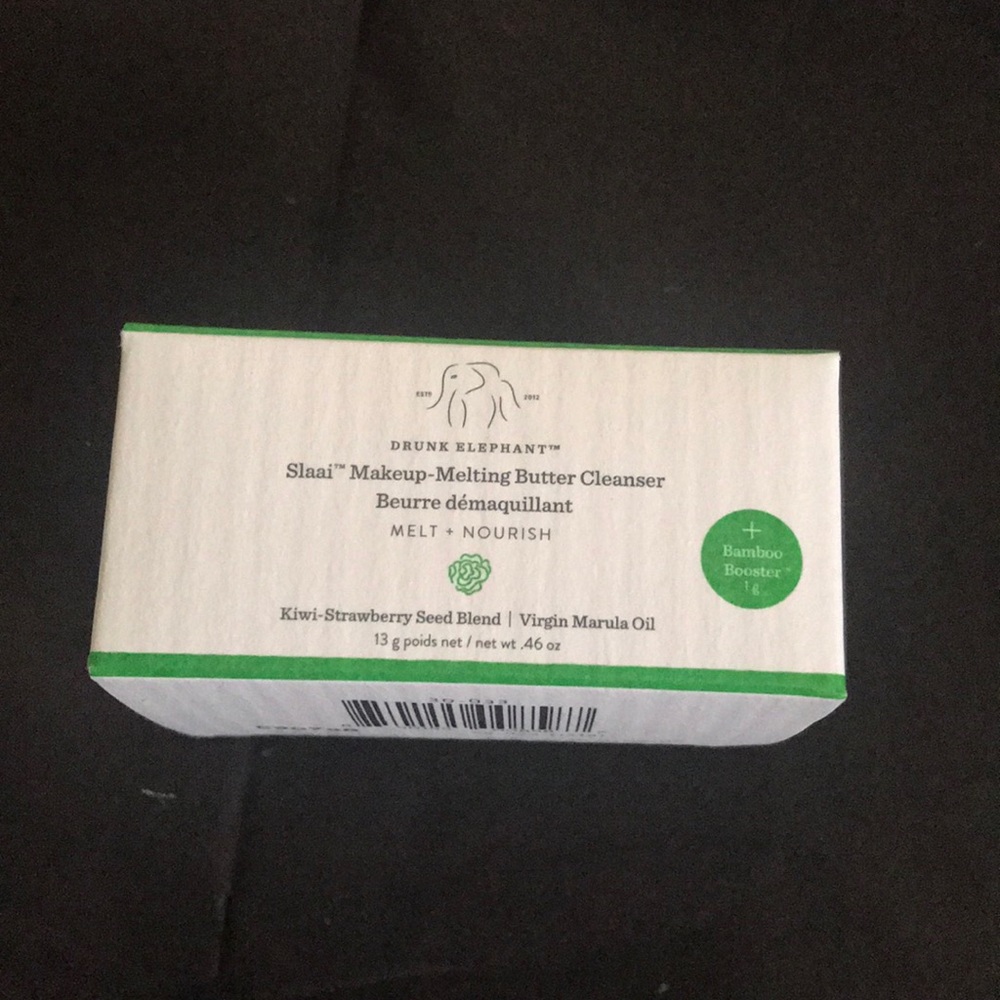 ESTD 2012
DRUNK ELEPHANT™
Slaai™ Makeup-Melting Butter Cleanser
Beurre démaquillant
MELT + NOURISH
+
Bamboo
Booster™
1 g
Kiwi-Strawberry Seed Blend | Virgin Marula Oil
13 g poids net / net wt .46 oz